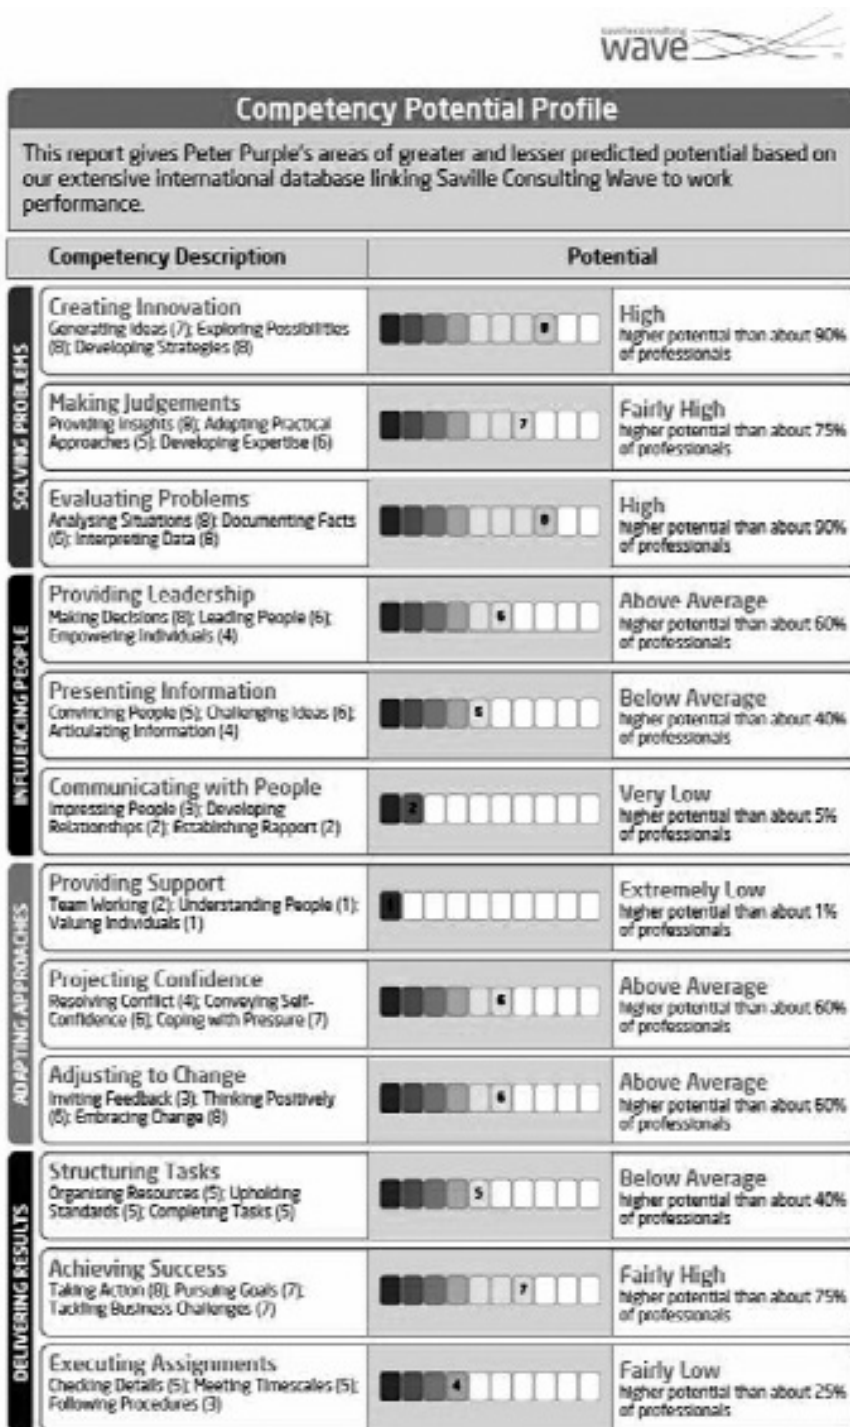 wave
Competency Potential Profile
This report gives Peter Purple's areas of greater and lesser predicted potential based on
our extensive international database linking Saville Consulting Wave to work
performance.
Competency Description
Potential
SOLVING PROBLEMS
Creating Innovation
Generating Ideas (7); Exploring Possibilities
(8); Developing Strategies (8)
8
High
higher potential than about 90%
of professionals
Making Judgements
Providing Insights (8); Adopting Practical
Approaches (5); Developing Expertise (6)
7
Fairly High
higher potential than about 75%
of professionals
Evaluating Problems
Analysing Situations (8); Documenting Facts
(6); Interpreting Data (8)
8
High
higher potential than about 90%
of professionals
INFLUENCING PEOPLE
Providing Leadership
Making Decisions (8); Leading People (6);
Empowering Individuals (4)
6
Above Average
higher potential than about 60%
of professionals
Presenting Information
Convincing People (5); Challenging Ideas (6);
Articulating Information (4)
5
Below Average
higher potential than about 40%
of professionals
Communicating with People
Impressing People (3); Developing
Relationships (2); Establishing Rapport (2)
2
Very Low
higher potential than about 5%
of professionals
ADAPTING APPROACHES
Providing Support
Team Working (2); Understanding People (1);
Valuing Individuals (1)
1
Extremely Low
higher potential than about 1%
of professionals
Projecting Confidence
Resolving Conflict (4); Conveying Self-
Confidence (6); Coping with Pressure (7)
6
Above Average
higher potential than about 60%
of professionals
Adjusting to Change
Inviting Feedback (3); Thinking Positively
(6); Embracing Change (8)
6
Above Average
higher potential than about 60%
of professionals
DELIVERING RESULTS
Structuring Tasks
Organising Resources (5); Upholding
Standards (5); Completing Tasks (5)
5
Below Average
higher potential than about 40%
of professionals
Achieving Success
Taking Action (8); Pursuing Goals (7);
Tackling Business Challenges (7)
7
Fairly High
higher potential than about 75%
of professionals
Executing Assignments
Checking Details (5); Meeting Timescales (5);
Following Procedures (3)
4
Fairly Low
higher potential than about 25%
of professionals